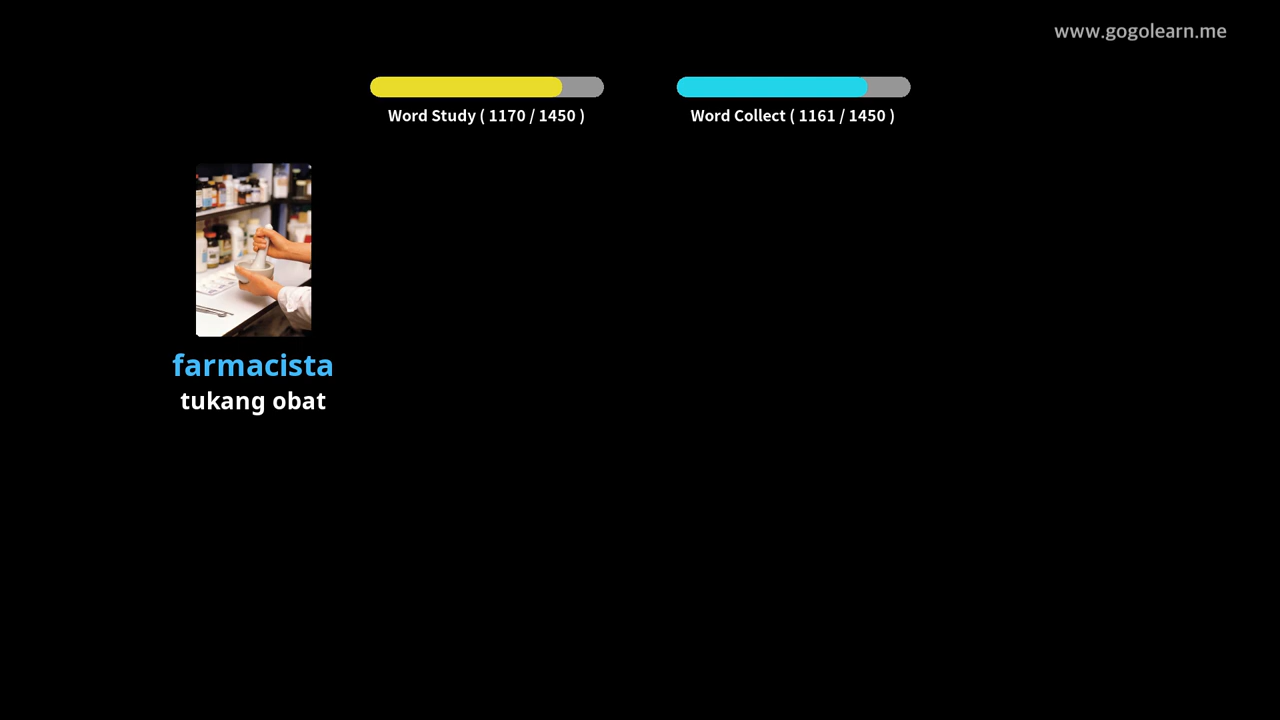 www.gogolearn.me
Word Study ( 1170 / 1450 )
Word Collect ( 1161 / 1450 )
farmacista
tukang obat